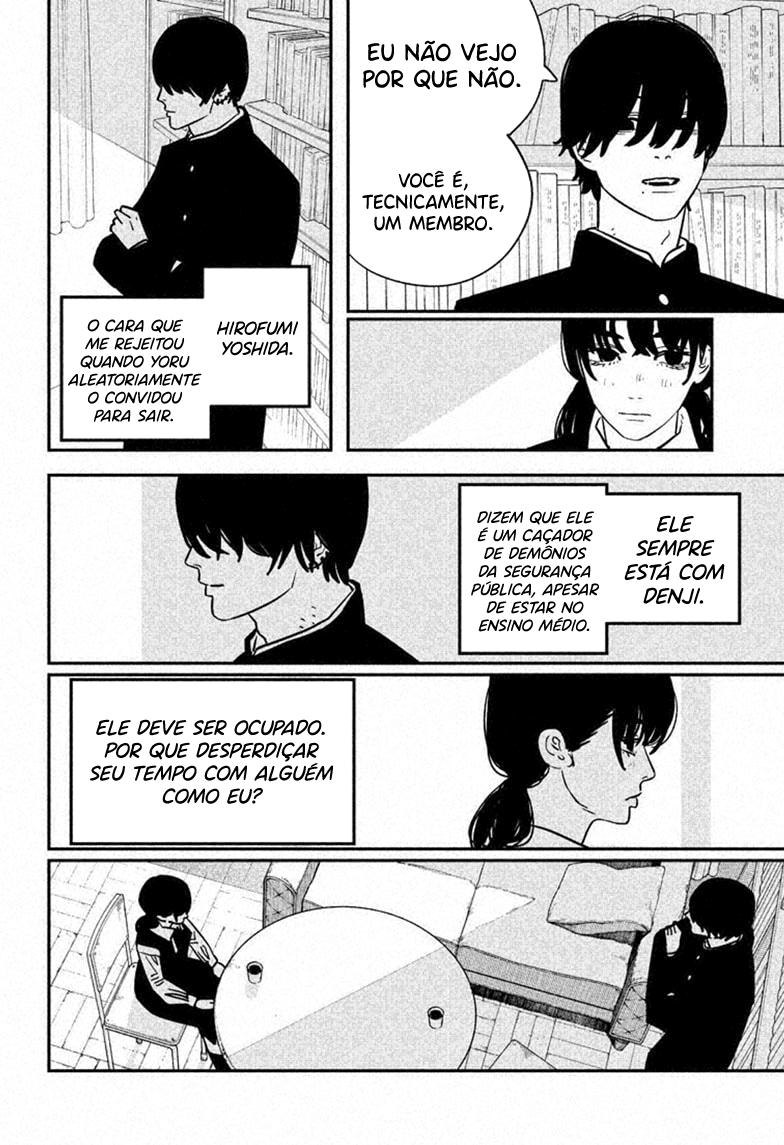 EU NÃO VEJO
POR QUE NÃO.
VOCÊ É,
TECNICAMENTE,
UM MEMBRO.
HIROFUMI
YOSHIDA.
O CARA QUE
ME REJEITOU
QUANDO YORU
ALEATORIAMENTE
O CONVIDOU
PARA SAIR.
ELE
SEMPRE
ESTÁ COM
DENJI.
DIZEM QUE ELE
É UM CAÇADOR
DE DEMÔNIOS
DA SEGURANÇA
PÚBLICA, APESAR
DE ESTAR NO
ENSINO MÉDIO.
ELE DEVE SER OCUPADO.
POR QUE DESPERDIÇAR
SEU TEMPO COM ALGUÉM
COMO EU?